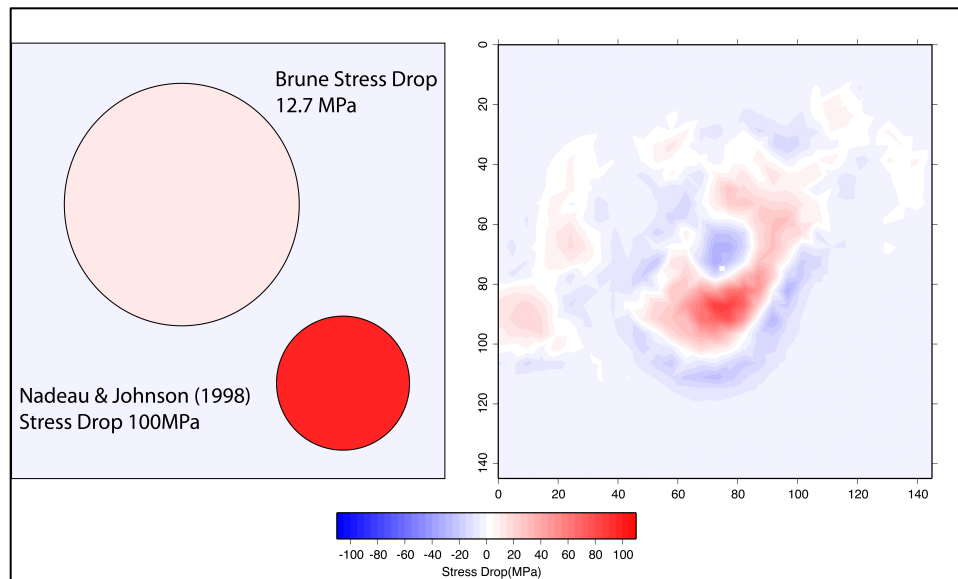 Brune Stress Drop
12.7 MPa
Nadeau & Johnson (1998)
Stress Drop 100MPa
0
20
40
60
80
100
120
140
0 20 40 60 80 100 120 140
-100 -80 -60 -40 -20 0 20 40 60 80 100
Stress Drop(MPa)